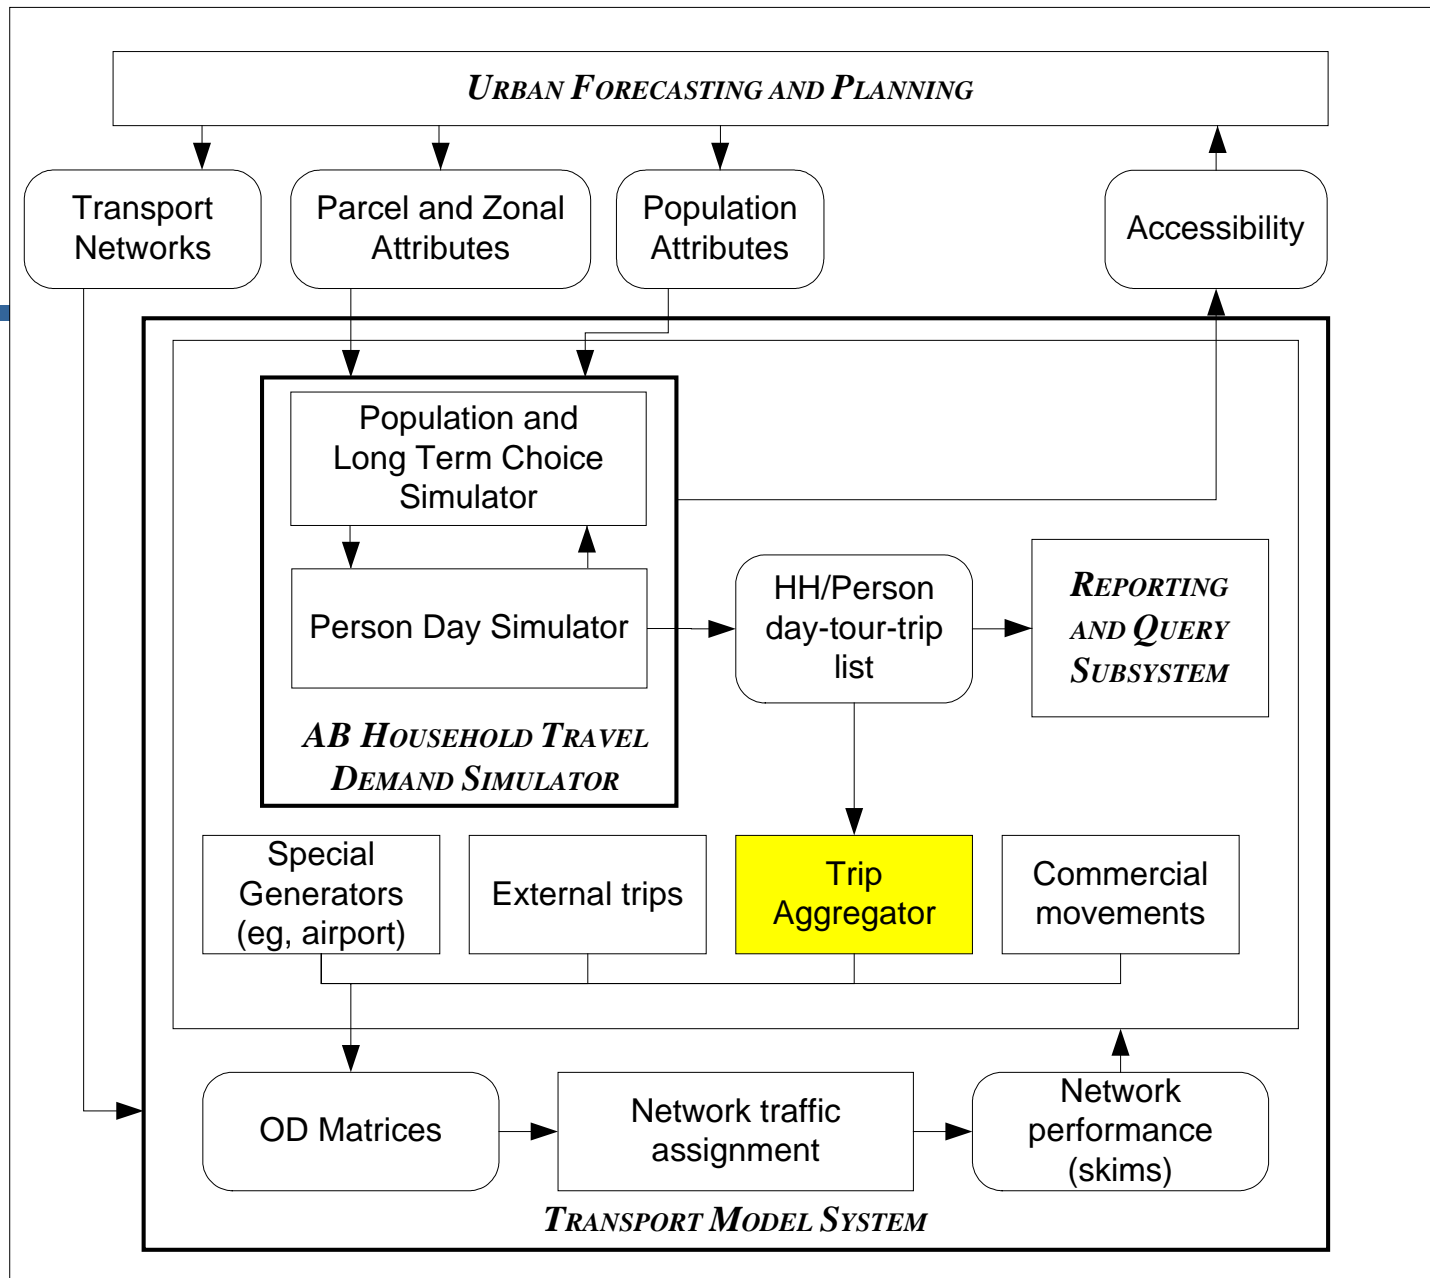 URBAN FORECASTING AND PLANNING
Transport
Networks
Parcel and Zonal
Attributes
Population
Attributes
Accessibility
Population and
Long Term Choice
Simulator
Person Day Simulator
AB HOUSEHOLD TRAVEL
DEMAND SIMULATOR
HH/Person
day-tour-trip
list
REPORTING
AND QUERY
SUBSYSTEM
Special
Generators
(eg, airport)
External trips
Trip
Aggregator
Commercial
movements
OD Matrices
Network traffic
assignment
Network
performance
(skims)
TRANSPORT MODEL SYSTEM